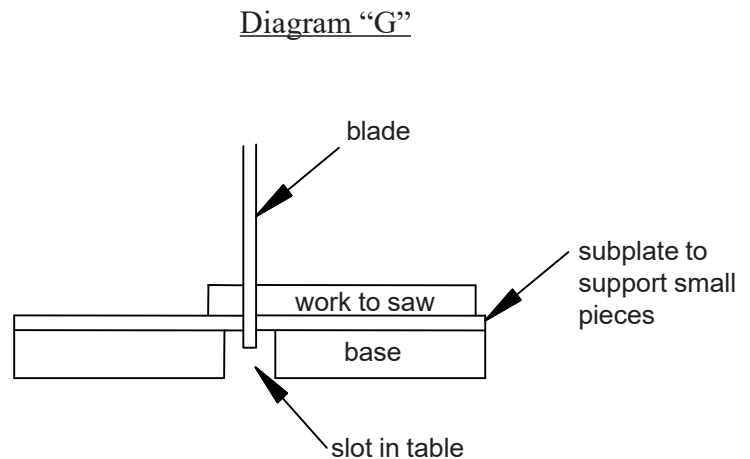 Diagram “G”
blade
subplate to
support small
pieces
work to saw
base
slot in table